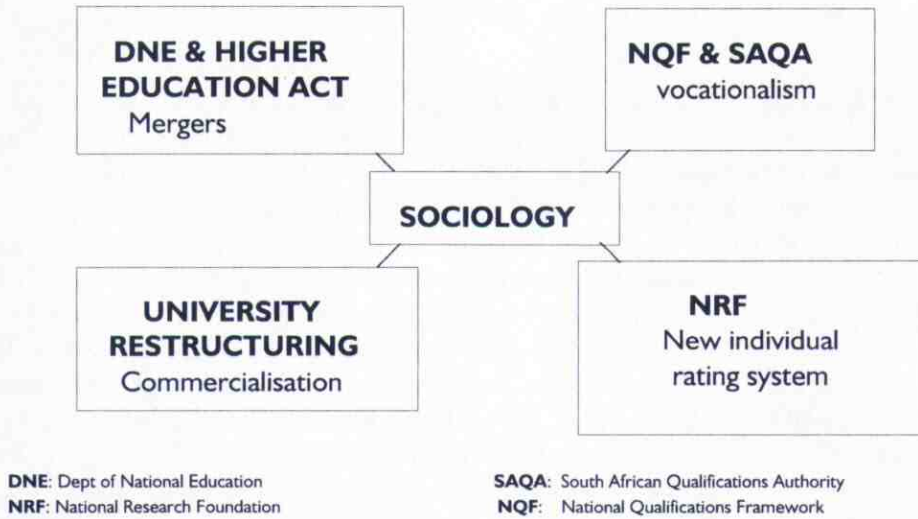 DNE & HIGHER
EDUCATION ACT
Mergers
NQF & SAQA
vocationalism
SOCIOLOGY
UNIVERSITY
RESTRUCTURING
Commercialisation
NRF
New individual
rating system
DNE: Dept of National Education
NRF: National Research Foundation
SAQA: South African Qualifications Authority
NQF: National Qualifications Framework